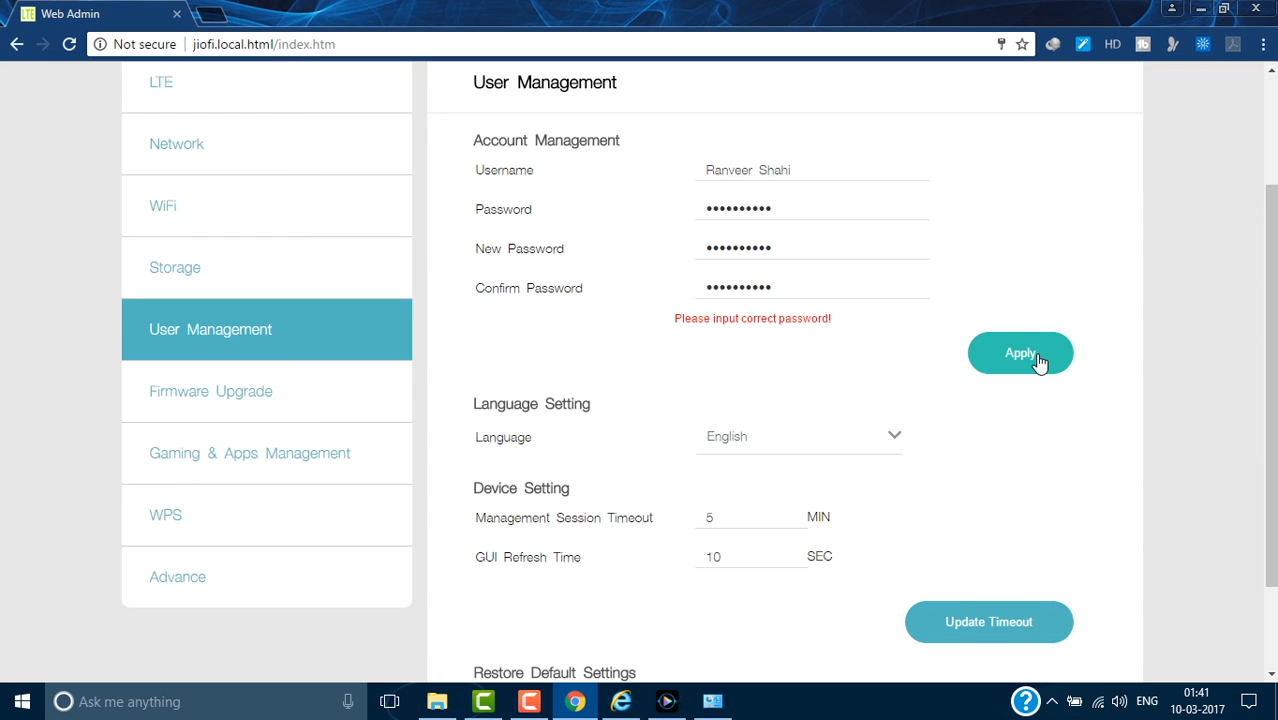 LTE Web Admin
Not secure jiofi.local.html/index.htm HD
LTE
Network
WiFi
Storage
User Management
Firmware Upgrade
Gaming & Apps Management
WPS
Advance
User Management
Account Management
Username Ranveer Shahi
Password ••••••••••
New Password ••••••••••
Confirm Password ••••••••••
Please input correct password!
Apply
Language Setting
Language English
Device Setting
Management Session Timeout 5 MIN
GUI Refresh Time 10 SEC
Update Timeout
Restore Default Settings
Ask me anything
ENG
01:41
10-03-2017